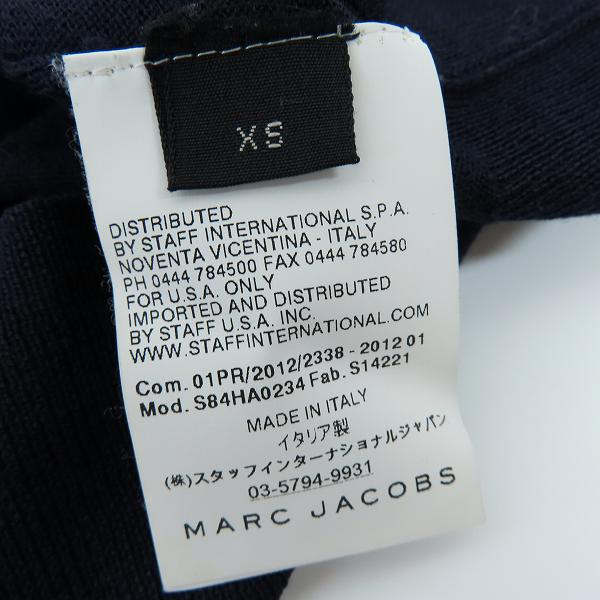 XS
DISTRIBUTED
BY STAFF INTERNATIONAL S.P.A.
NOVENTA VICENTINA - ITALY
PH 0444 784500 FAX 0444 784580
FOR U.S.A. ONLY
IMPORTED AND DISTRIBUTED
BY STAFF U.S.A. INC.
WWW.STAFFINTERNATIONAL.COM
Com. 01PR/2012/2338 - 2012 01
Mod. S84HA0234 Fab. S14221
MADE IN ITALY
イタリア製
(株)スタッフインターナショナルジャパン
03-5794-9931
MARC JACOBS